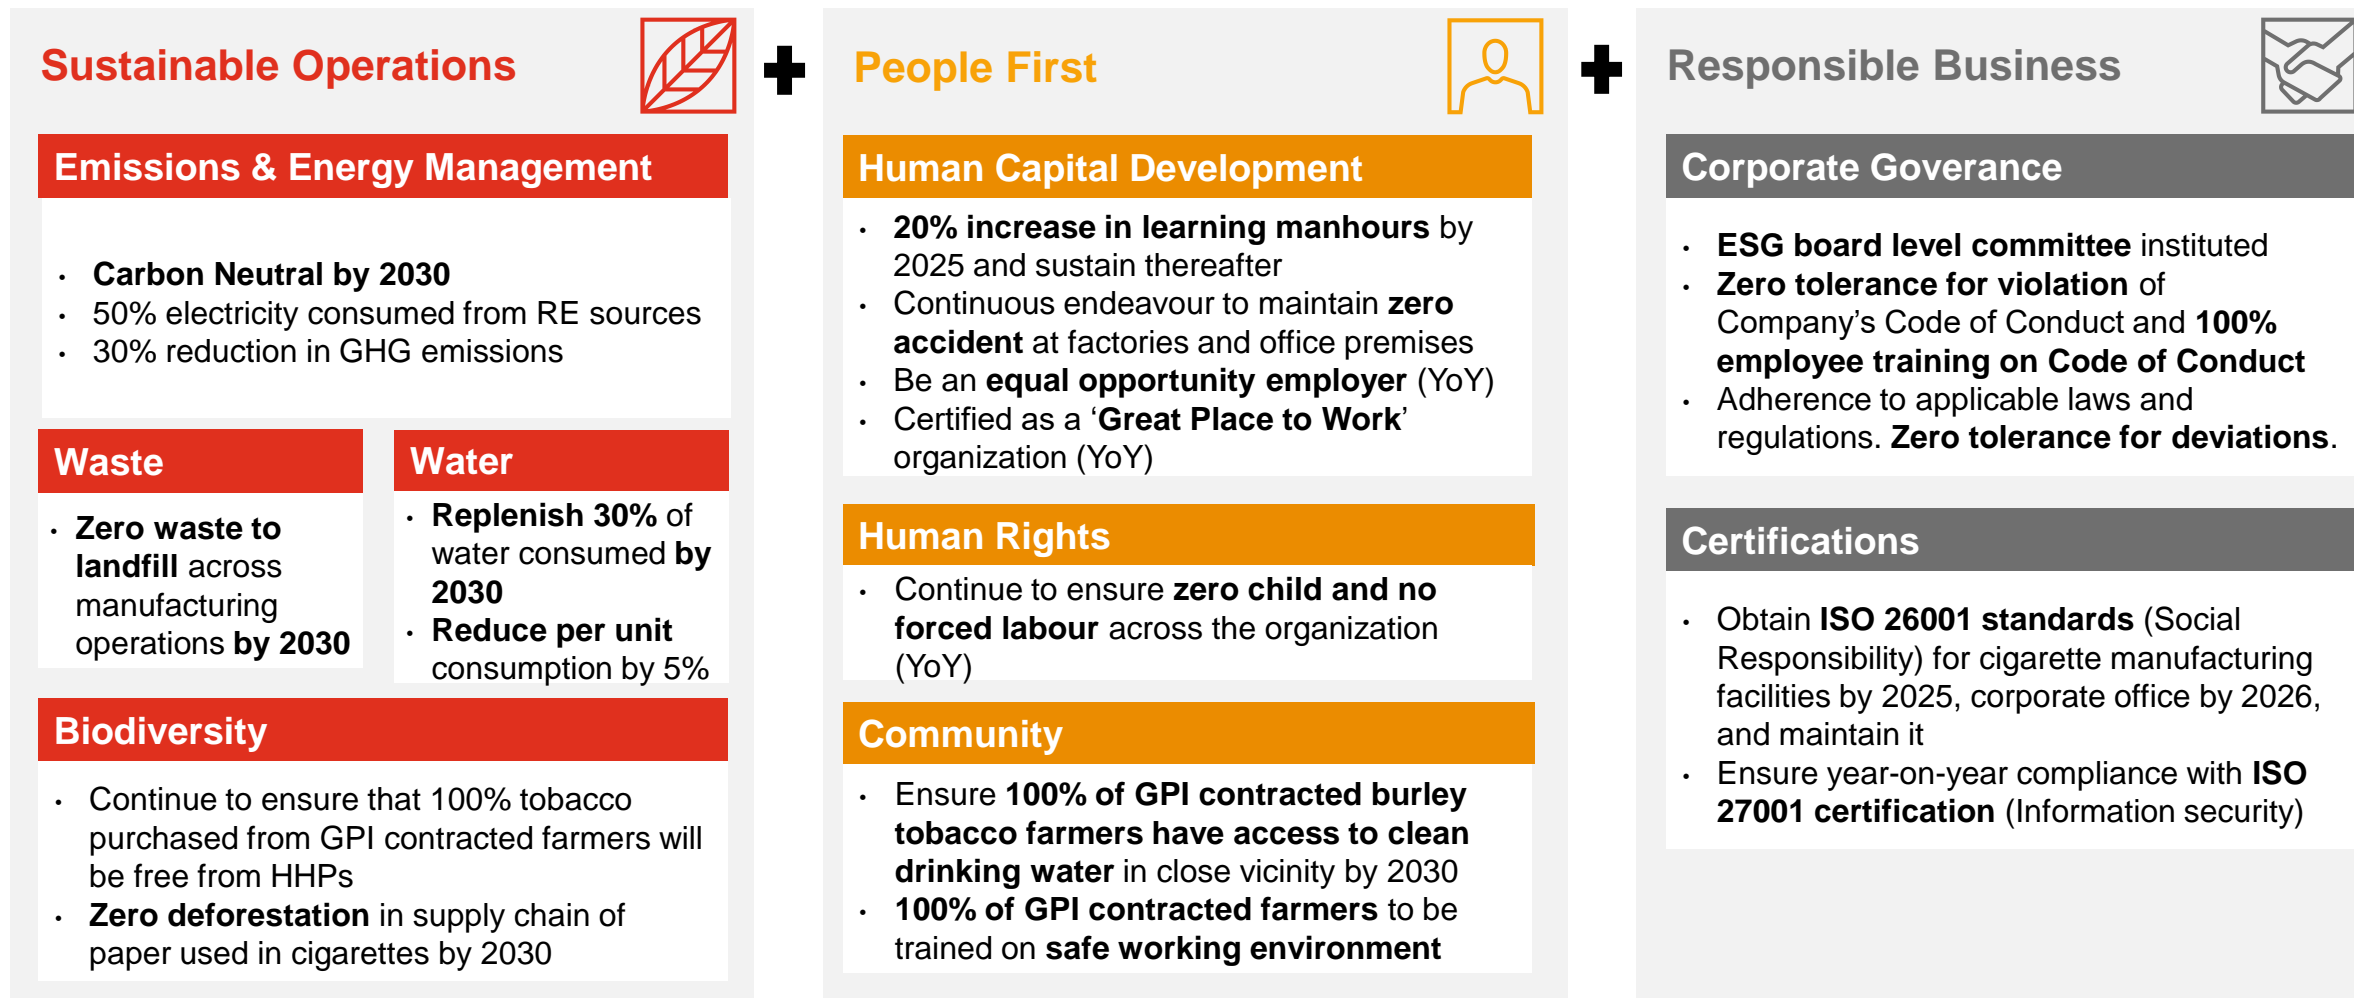 Sustainable Operations
Emissions & Energy Management
• Carbon Neutral by 2030
• 50% electricity consumed from RE sources
• 30% reduction in GHG emissions
Waste
• Zero waste to
landfill across
manufacturing
operations by 2030
Water
• Replenish 30% of
water consumed by
2030
• Reduce per unit
consumption by 5%
Biodiversity
• Continue to ensure that 100% tobacco
purchased from GPI contracted farmers will
be free from HHPs
• Zero deforestation in supply chain of
paper used in cigarettes by 2030
People First
Human Capital Development
• 20% increase in learning manhours by
2025 and sustain thereafter
• Continuous endeavour to maintain zero
accident at factories and office premises
• Be an equal opportunity employer (YoY)
• Certified as a ‘Great Place to Work’
organization (YoY)
Human Rights
• Continue to ensure zero child and no
forced labour across the organization
(YoY)
Community
• Ensure 100% of GPI contracted burley
tobacco farmers have access to clean
drinking water in close vicinity by 2030
• 100% of GPI contracted farmers to be
trained on safe working environment
Responsible Business
Corporate Goverance
• ESG board level committee instituted
• Zero tolerance for violation of
Company’s Code of Conduct and 100%
employee training on Code of Conduct
• Adherence to applicable laws and
regulations. Zero tolerance for deviations.
Certifications
• Obtain ISO 26001 standards (Social
Responsibility) for cigarette manufacturing
facilities by 2025, corporate office by 2026,
and maintain it
• Ensure year-on-year compliance with ISO
27001 certification (Information security)